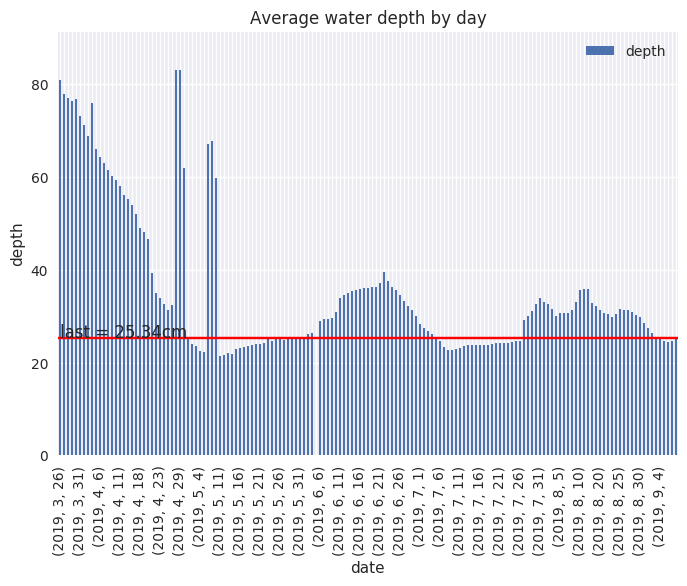 Average water depth by day
depth
80
60
40
20
0
depth
last = 25.34cm
(2019, 3, 26)
(2019, 3, 31)
(2019, 4, 6)
(2019, 4, 11)
(2019, 4, 18)
(2019, 4, 23)
(2019, 4, 29)
(2019, 5, 4)
(2019, 5, 11)
(2019, 5, 16)
(2019, 5, 21)
(2019, 5, 26)
(2019, 5, 31)
(2019, 6, 6)
(2019, 6, 11)
(2019, 6, 16)
(2019, 6, 21)
(2019, 6, 26)
(2019, 7, 1)
(2019, 7, 6)
(2019, 7, 11)
(2019, 7, 16)
(2019, 7, 21)
(2019, 7, 26)
(2019, 7, 31)
(2019, 8, 5)
(2019, 8, 10)
(2019, 8, 20)
(2019, 8, 25)
(2019, 8, 30)
(2019, 9, 4)
date